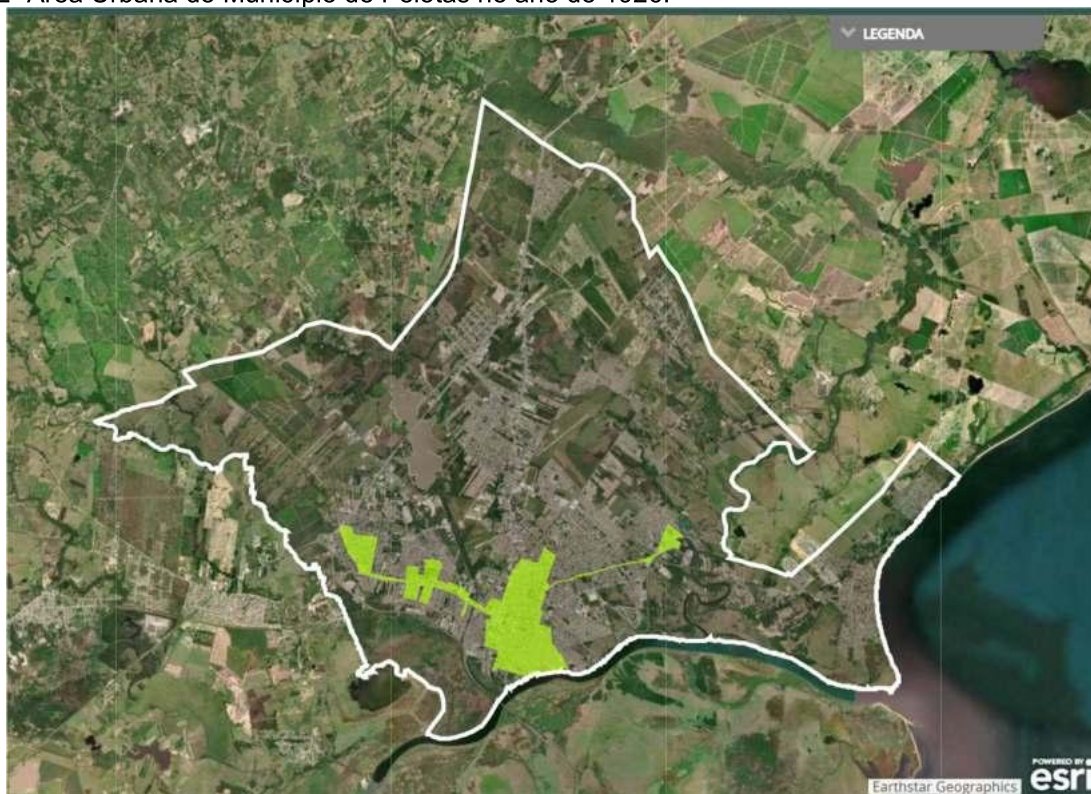 Área Urbana do Município de Pelotas no ano de 1926.
LEGENDA
POWERED BY
esri
Earthstar Geographics